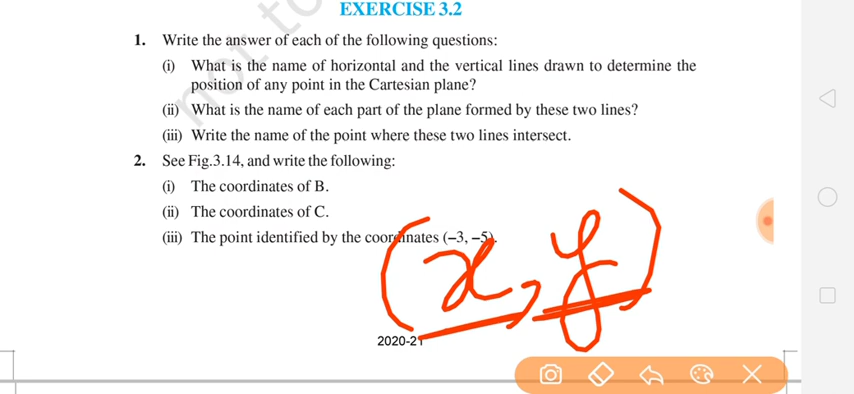 EXERCISE 3.2
1. Write the answer of each of the following questions:
(i) What is the name of horizontal and the vertical lines drawn to determine the
position of any point in the Cartesian plane?
(ii) What is the name of each part of the plane formed by these two lines?
(iii) Write the name of the point where these two lines intersect.
2. See Fig.3.14, and write the following:
(i) The coordinates of B.
(ii) The coordinates of C.
(iii) The point identified by the coordinates (–3, –5).
(x, y)
2020-21